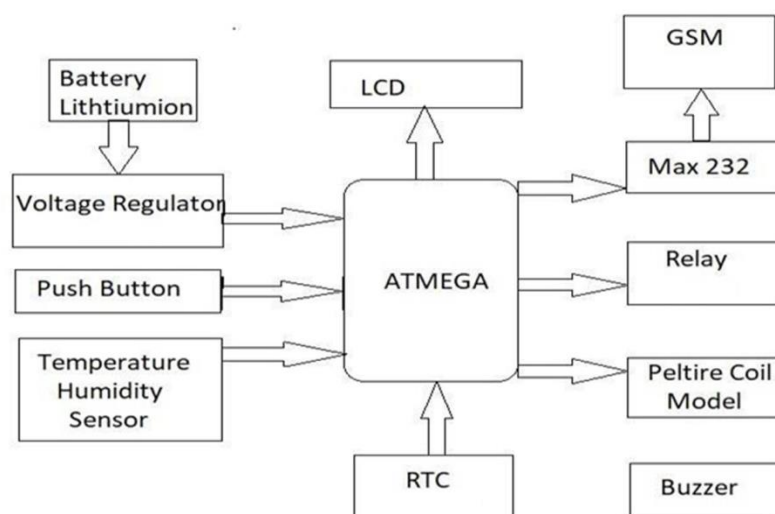 GSM
Battery
Lithtiumion
LCD
Max 232
Voltage Regulator
Relay
Push Button
ATMEGA
Temperature
Humidity
Sensor
Peltire Coil
Model
RTC
Buzzer